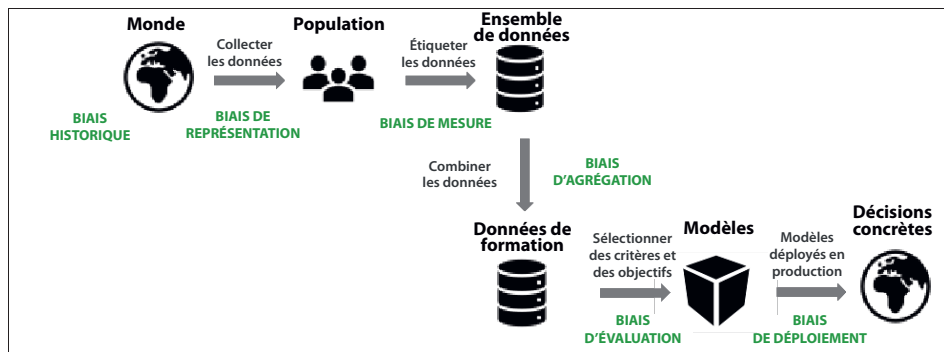 Monde
Collecter
les données
Population
Étiqueter
les données
Ensemble
de données
BIAIS
HISTORIQUE
BIAIS DE
REPRÉSENTATION
BIAIS DE MESURE
Combiner
les données
BIAIS
D’AGRÉGATION
Données de
formation
Sélectionner
des critères et
des objectifs
Modèles
Modèles
déployés en
production
Décisions
concrètes
BIAIS
D’ÉVALUATION
BIAIS
DE DÉPLOIEMENT